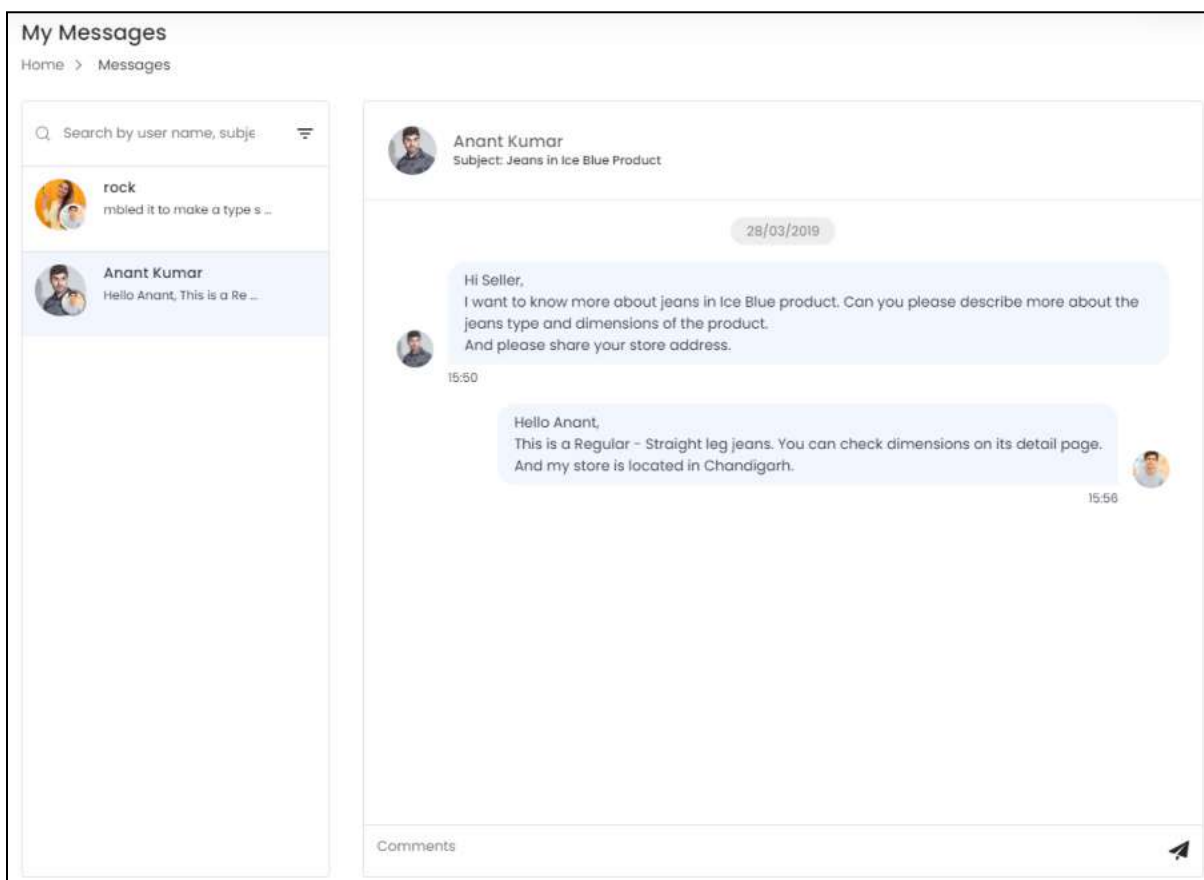 My Messages
Home > Messages
Search by user name, subje
rock
mbled it to make a type s ...
Anant Kumar
Hello Anant, This is a Re ...
Anant Kumar
Subject: Jeans in Ice Blue Product
28/03/2019
Hi Seller,
I want to know more about jeans in Ice Blue product. Can you please describe more about the
jeans type and dimensions of the product.
And please share your store address.
15:50
Hello Anant,
This is a Regular - Straight leg jeans. You can check dimensions on its detail page.
And my store is located in Chandigarh.
15:56
Comments